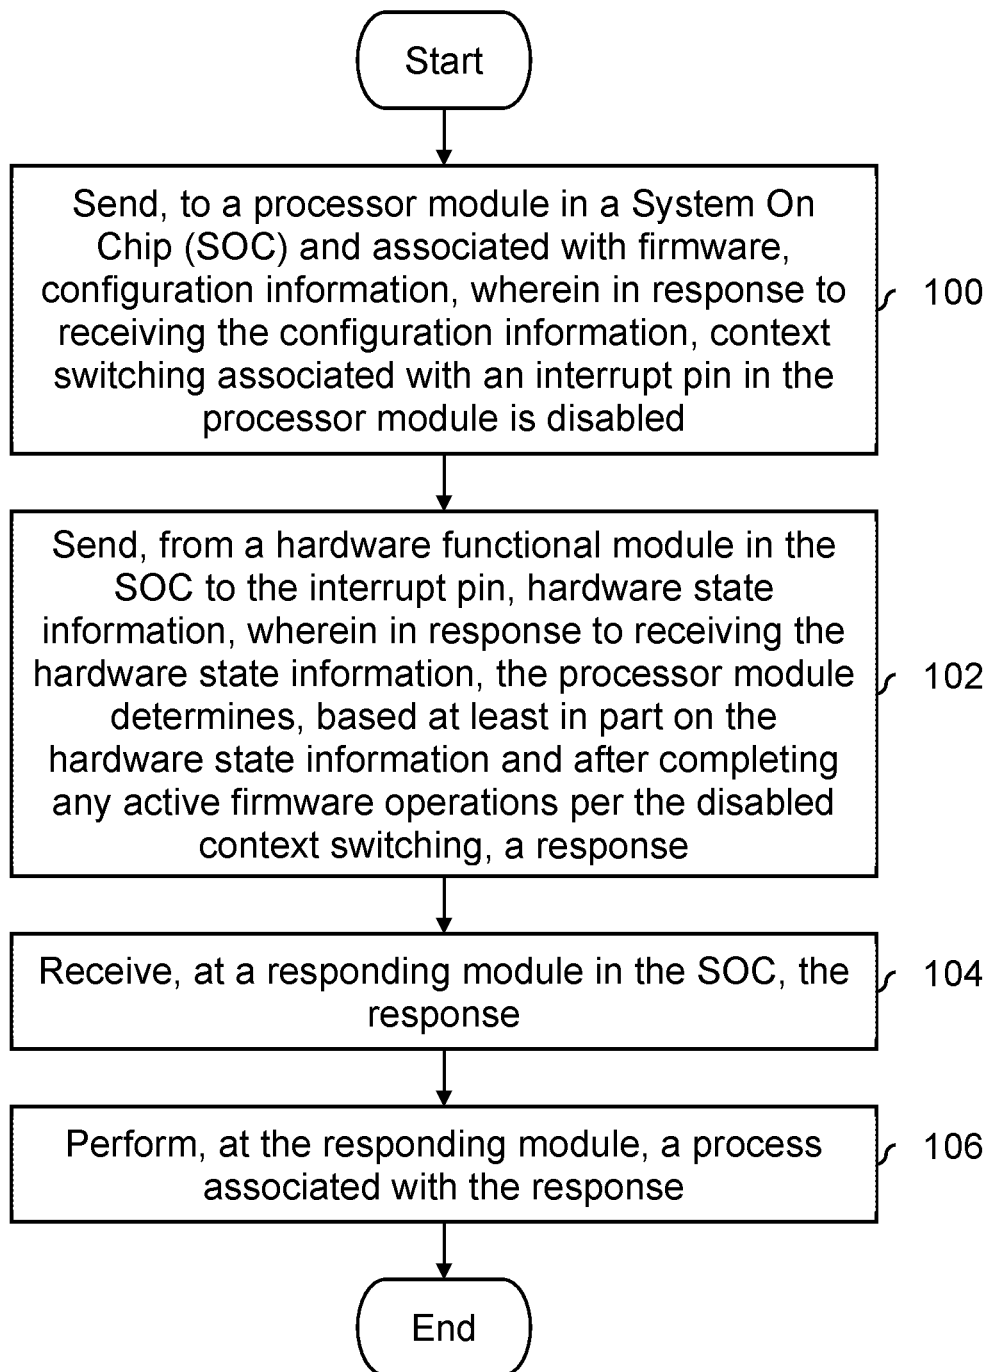 Start
Send, to a processor module in a System On
Chip (SOC) and associated with firmware,
configuration information, wherein in response to
receiving the configuration information, context
switching associated with an interrupt pin in the
processor module is disabled
100
Send, from a hardware functional module in the
SOC to the interrupt pin, hardware state
information, wherein in response to receiving the
hardware state information, the processor module
determines, based at least in part on the
hardware state information and after completing
any active firmware operations per the disabled
context switching, a response
102
Receive, at a responding module in the SOC, the
response
104
Perform, at the responding module, a process
associated with the response
106
End